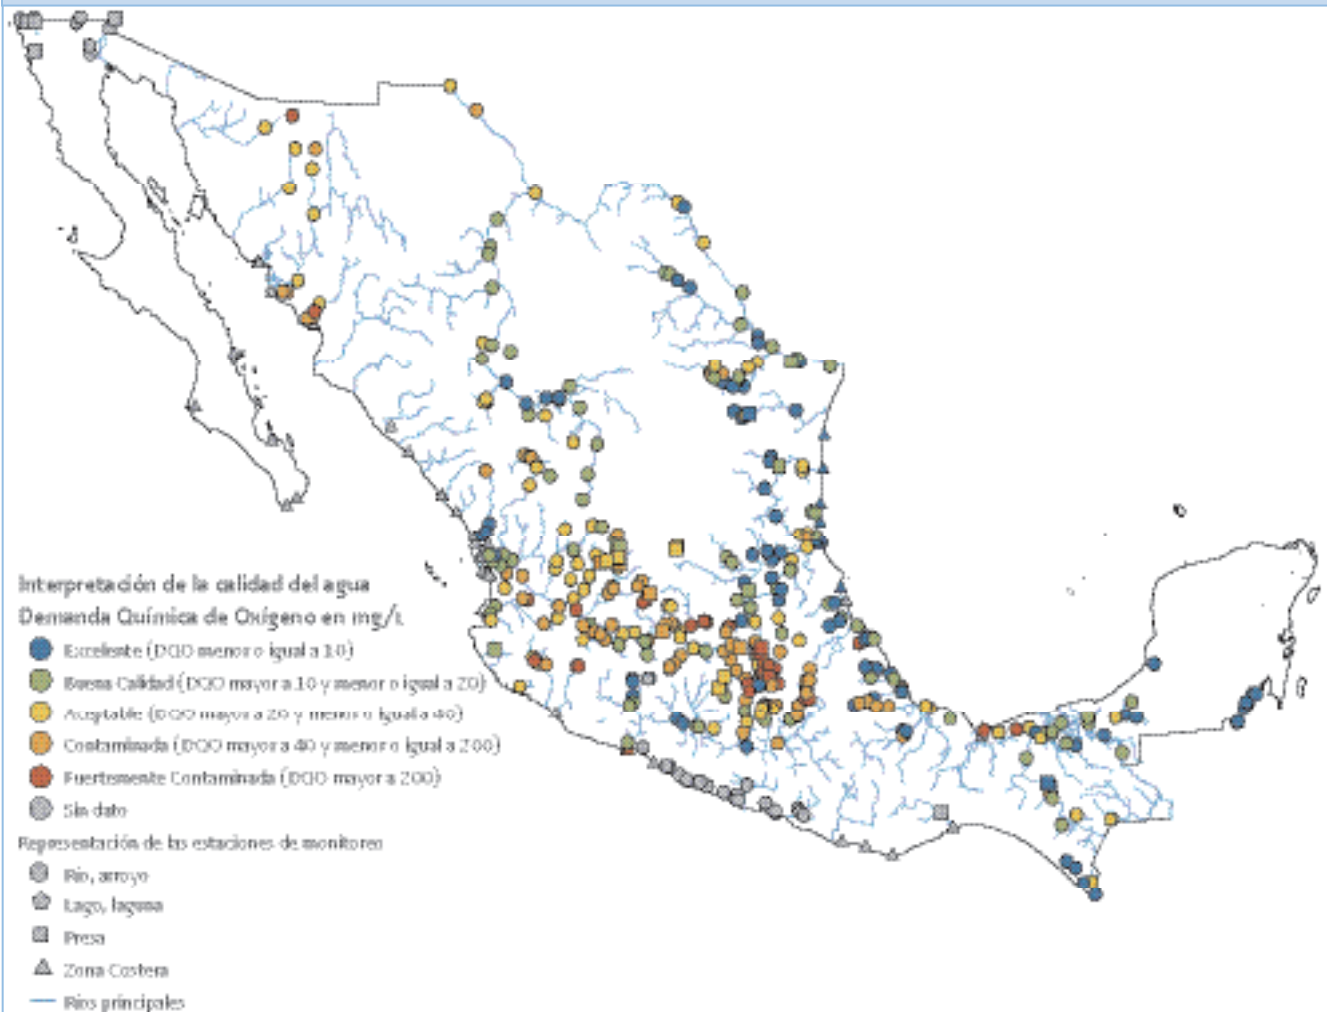 Interpretación de la calidad del agua
Demanda Química de Oxígeno en mg/L
Excelente (DQO menor o igual a 10)
Buena Calidad (DQO mayor a 10 y menor o igual a 20)
Aceptable (DQO mayor a 20 y menor o igual a 40)
Contaminada (DQO mayor a 40 y menor o igual a 200)
Fuertemente Contaminada (DQO mayor a 200)
Sin dato
Representación de las estaciones de monitoreo
Río, arroyo
Lago, laguna
Presa
Zona Costera
Ríos principales